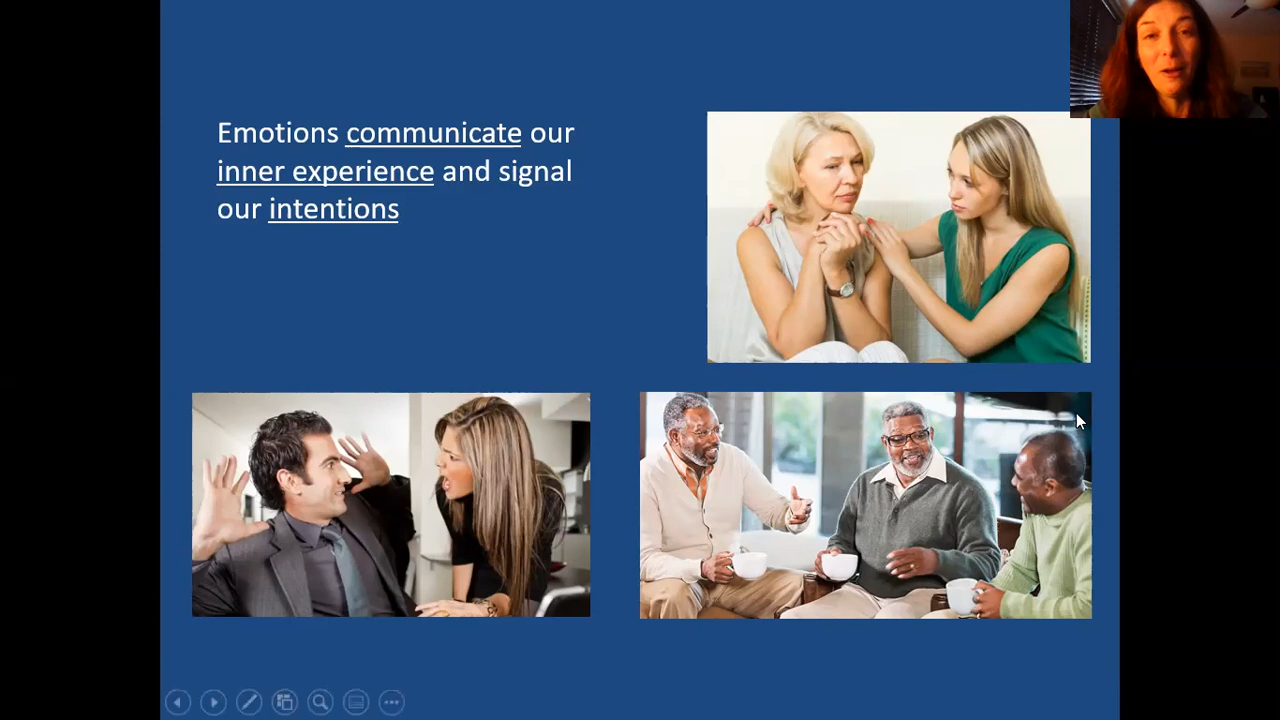 Emotions communicate our
inner experience and signal
our intentions